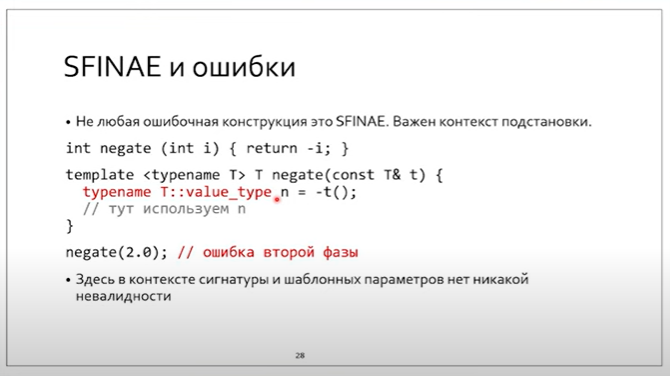 SFINAE и ошибки
• Не любая ошибочная конструкция это SFINAE. Важен контекст подстановки.
int negate (int i) { return -i; }
template <typename T> T negate(const T& t) {
  typename T::value_type n = -t();
  // тут используем n
}
negate(2.0); // ошибка второй фазы
• Здесь в контексте сигнатуры и шаблонных параметров нет никакой
невалидности
28